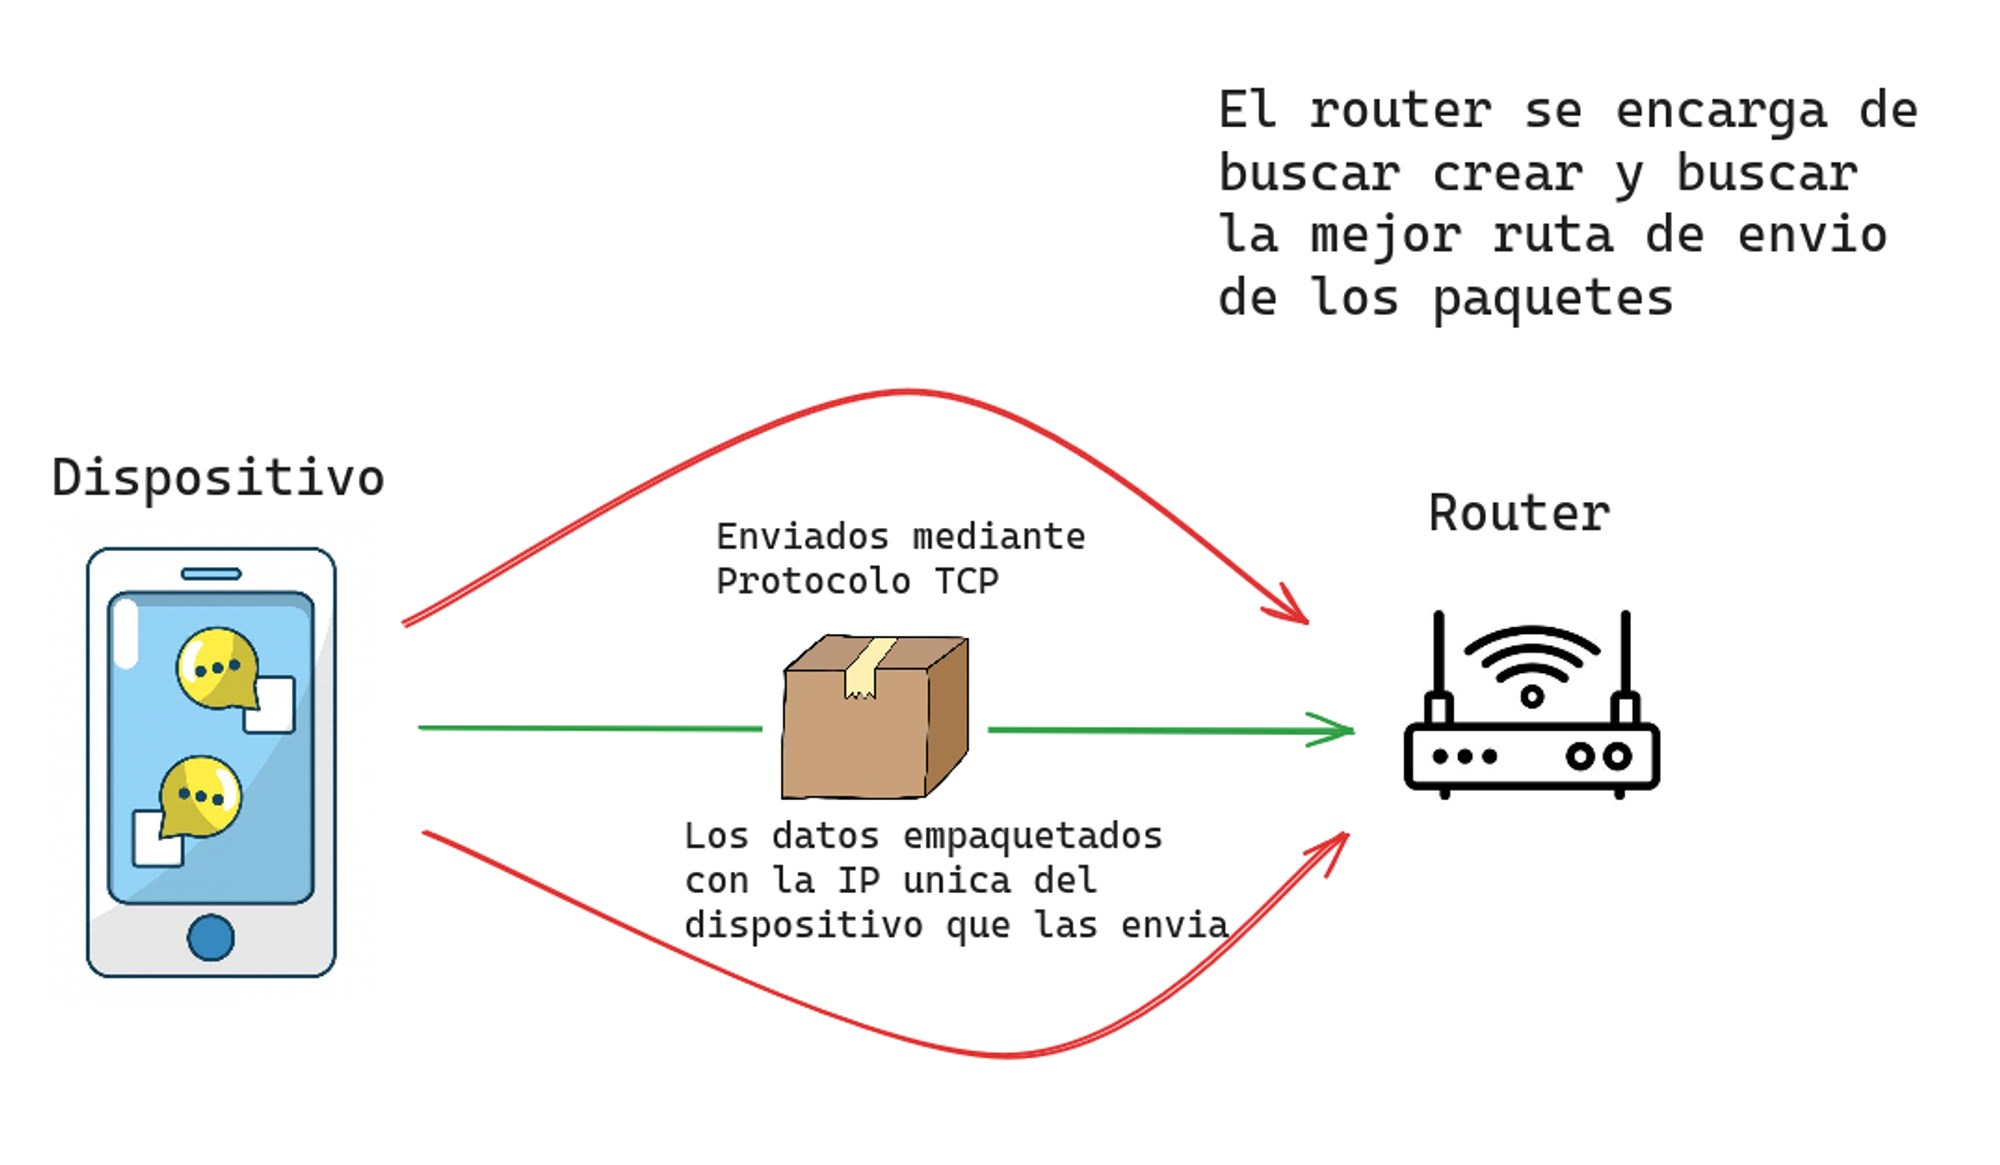 El router se encarga de
buscar crear y buscar
la mejor ruta de envio
de los paquetes
Dispositivo
Router
Enviados mediante
Protocolo TCP
Los datos empaquetados
con la IP unica del
dispositivo que las envia